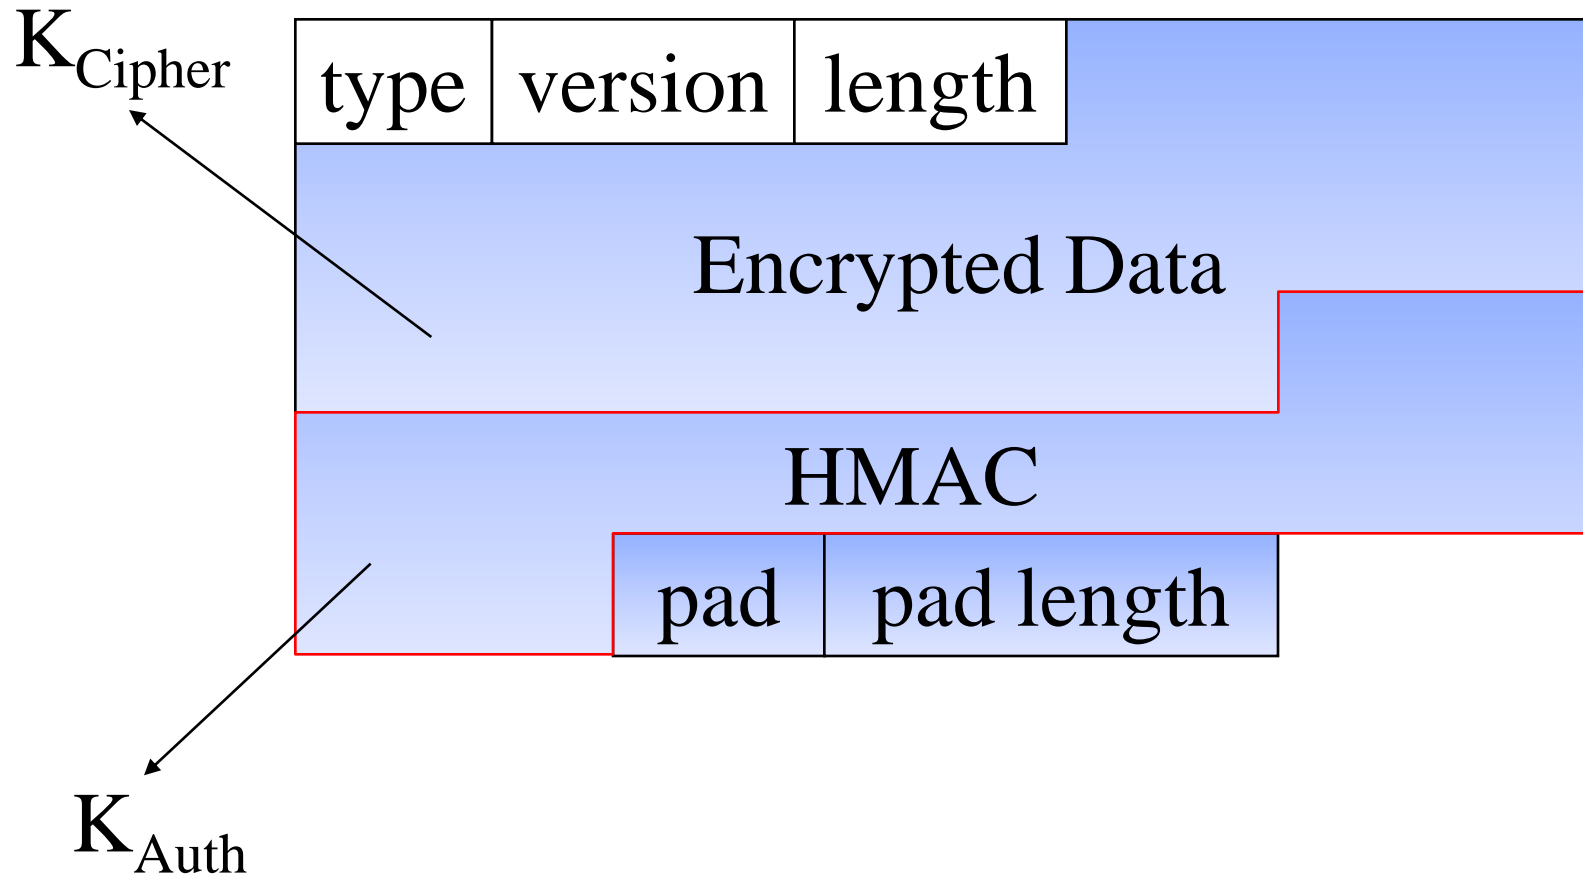 K_Cipher
type version length
Encrypted Data
HMAC
pad pad length
K_Auth